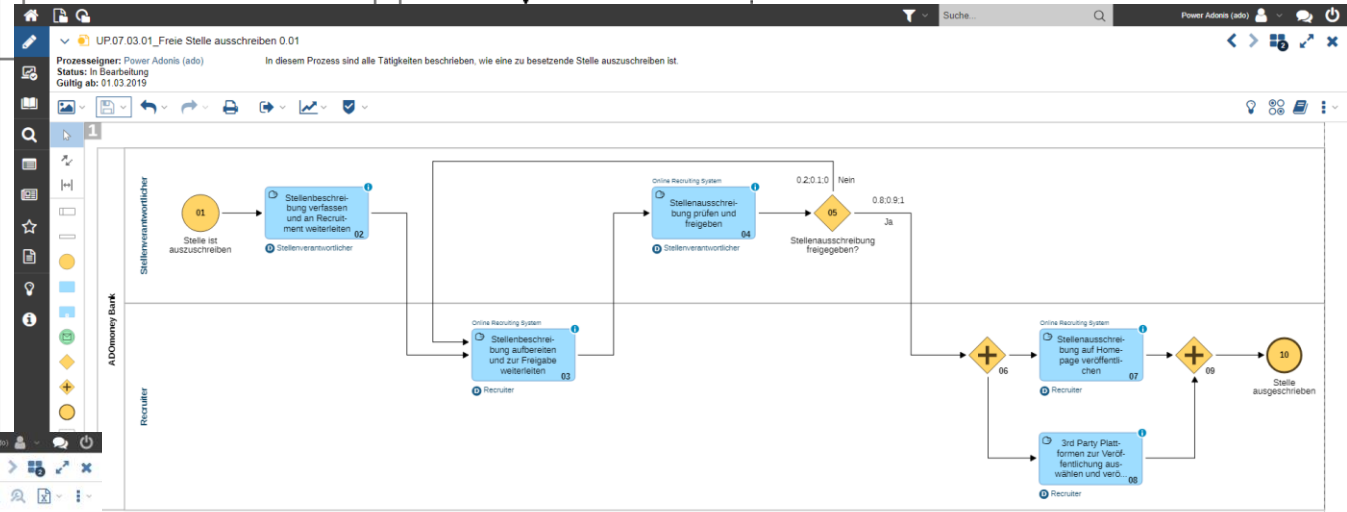 Suche...
Power Adonis (ado)
UP.07.03.01_Freie Stelle ausschreiben 0.01
Prozesseigner: Power Adonis (ado)
In diesem Prozess sind alle Tätigkeiten beschrieben, wie eine zu besetzende Stelle auszuschreiben ist.
Status: In Bearbeitung
Gültig ab: 01.03.2019
2
1
ADOmoney Bank
Stellenverantwortlicher
01
Stelle ist
auszuschreiben
Stellenbeschrei-
bung verfassen
und an Recruit-
ment weiterleiten
02
Stellenverantwortlicher
Online Recruiting System
Stellenausschrei-
bung prüfen und
freigeben
04
Stellenverantwortlicher
0.2;0.1;0
Nein
05
Stellenausschreibung
freigegeben?
0.8;0.9;1
Ja
Recruiter
Online Recruiting System
Stellenbeschrei-
bung aufbereiten
und zur Freigabe
weiterleiten
03
Recruiter
06
Online Recruiting System
Stellenausschrei-
bung auf Home-
page veröffentli-
chen
07
Recruiter
3rd Party Platt-
formen zur Veröf-
fentlichung aus-
wählen und verö...
08
Recruiter
09
10
Stelle
ausgeschrieben
2